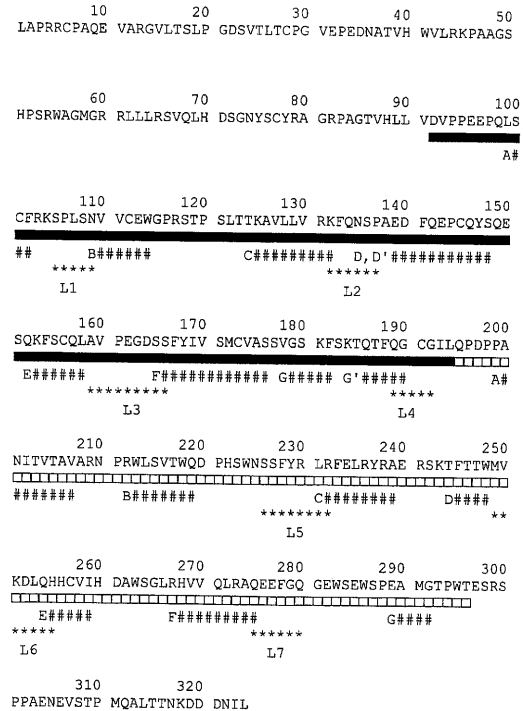 10 20 30 40 50
LAPRRCPAQE VARGVLTSLP GDSVTLTCPG VEPEDNATVH WVLRKPAAGS
60 70 80 90 100
HPSRWAGMGR RLLLRSVQLH DSGNYSCYRA GRPAGTVHLL VDVPPEEPQLS
A#
110 120 130 140 150
CFRKSPLSNV VCEWGPRSTP SLTTKAVLLV RKFQNSPAED FQEPCQYSQE
## B###### C######## D,D'##########
***** *****
L1 L2
160 170 180 190 200
SQKFSCQLAV PEGDSSFYIV SMCVASSVGS KFSKTQTFQG CGILQPDPPA
E##### F########### G##### G'##### A#
******** *****
L3 L4
210 220 230 240 250
NITVTAVARN PRWLSVTWQD PHSWNSSFYR LRFELRYRAE RSKTFTTWMV
###### B####### C####### D#### **
*******
L5
260 270 280 290 300
KDLQHHCVIH DAWSGLRHVV QLRAQEEFGQ GEWSEWSPEA MGTPWTESRS
E##### F######## G####
***** *****
L6 L7
310 320
PPAENEVSTP MQALTTNKDD DNIL